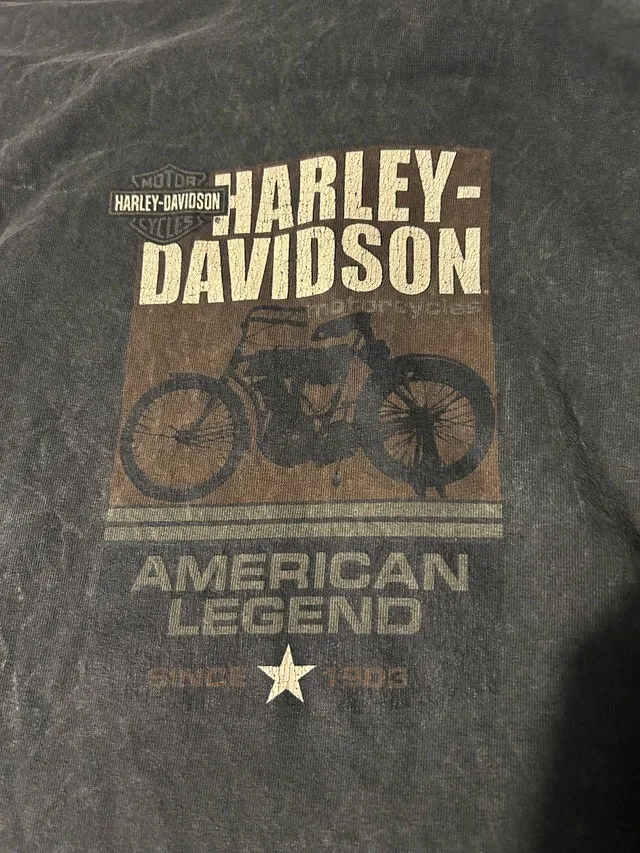 MOTOR
HARLEY-DAVIDSON
CYCLES
HARLEY-
DAVIDSON
motorcycles
AMERICAN
LEGEND
SINCE 1903